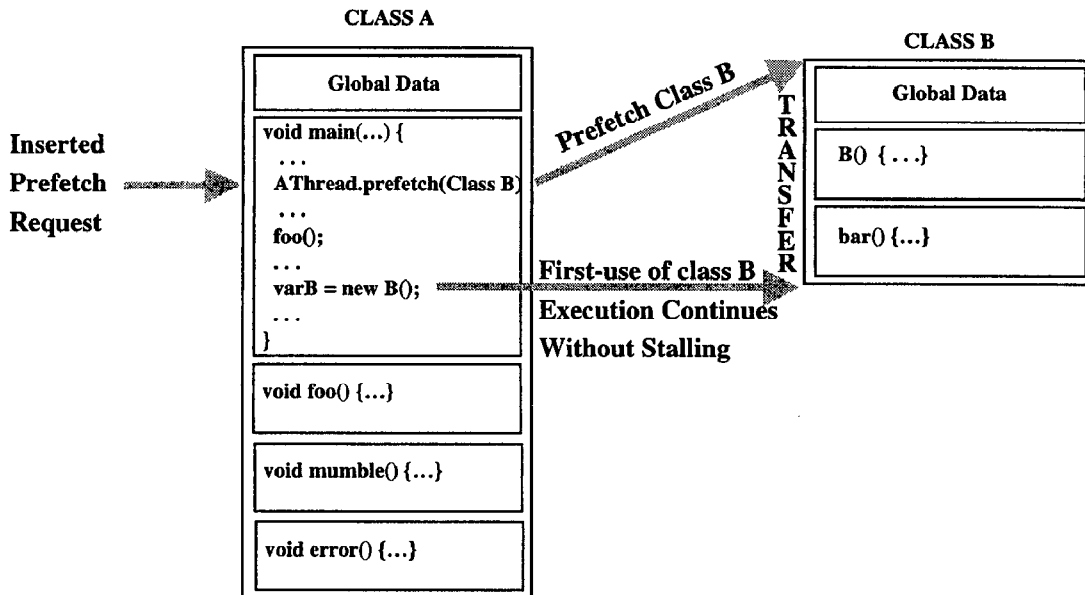 CLASS A
Global Data
void main(...) {
...
AThread.prefetch(Class B)
...
foo();
...
varB = new B();
...
}
void foo() {...}
void mumble() {...}
void error() {...}
Inserted
Prefetch
Request
Prefetch Class B
First-use of class B
Execution Continues
Without Stalling
TRANSFER
CLASS B
Global Data
B() { ...}
bar() {...}